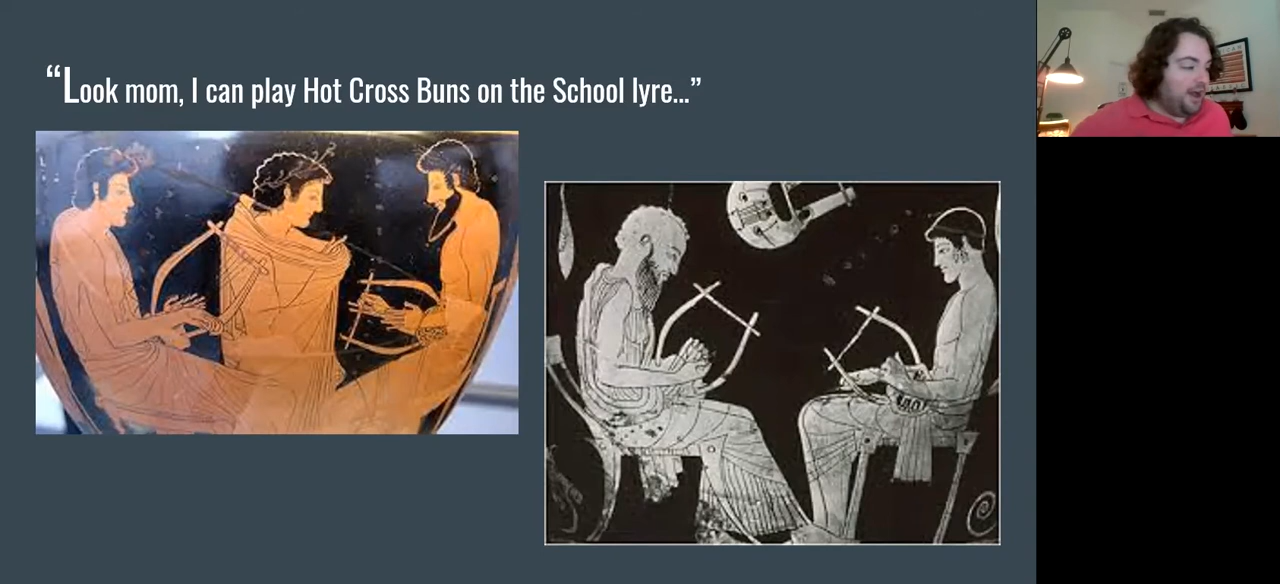 “Look mom, I can play Hot Cross Buns on the School lyre...”